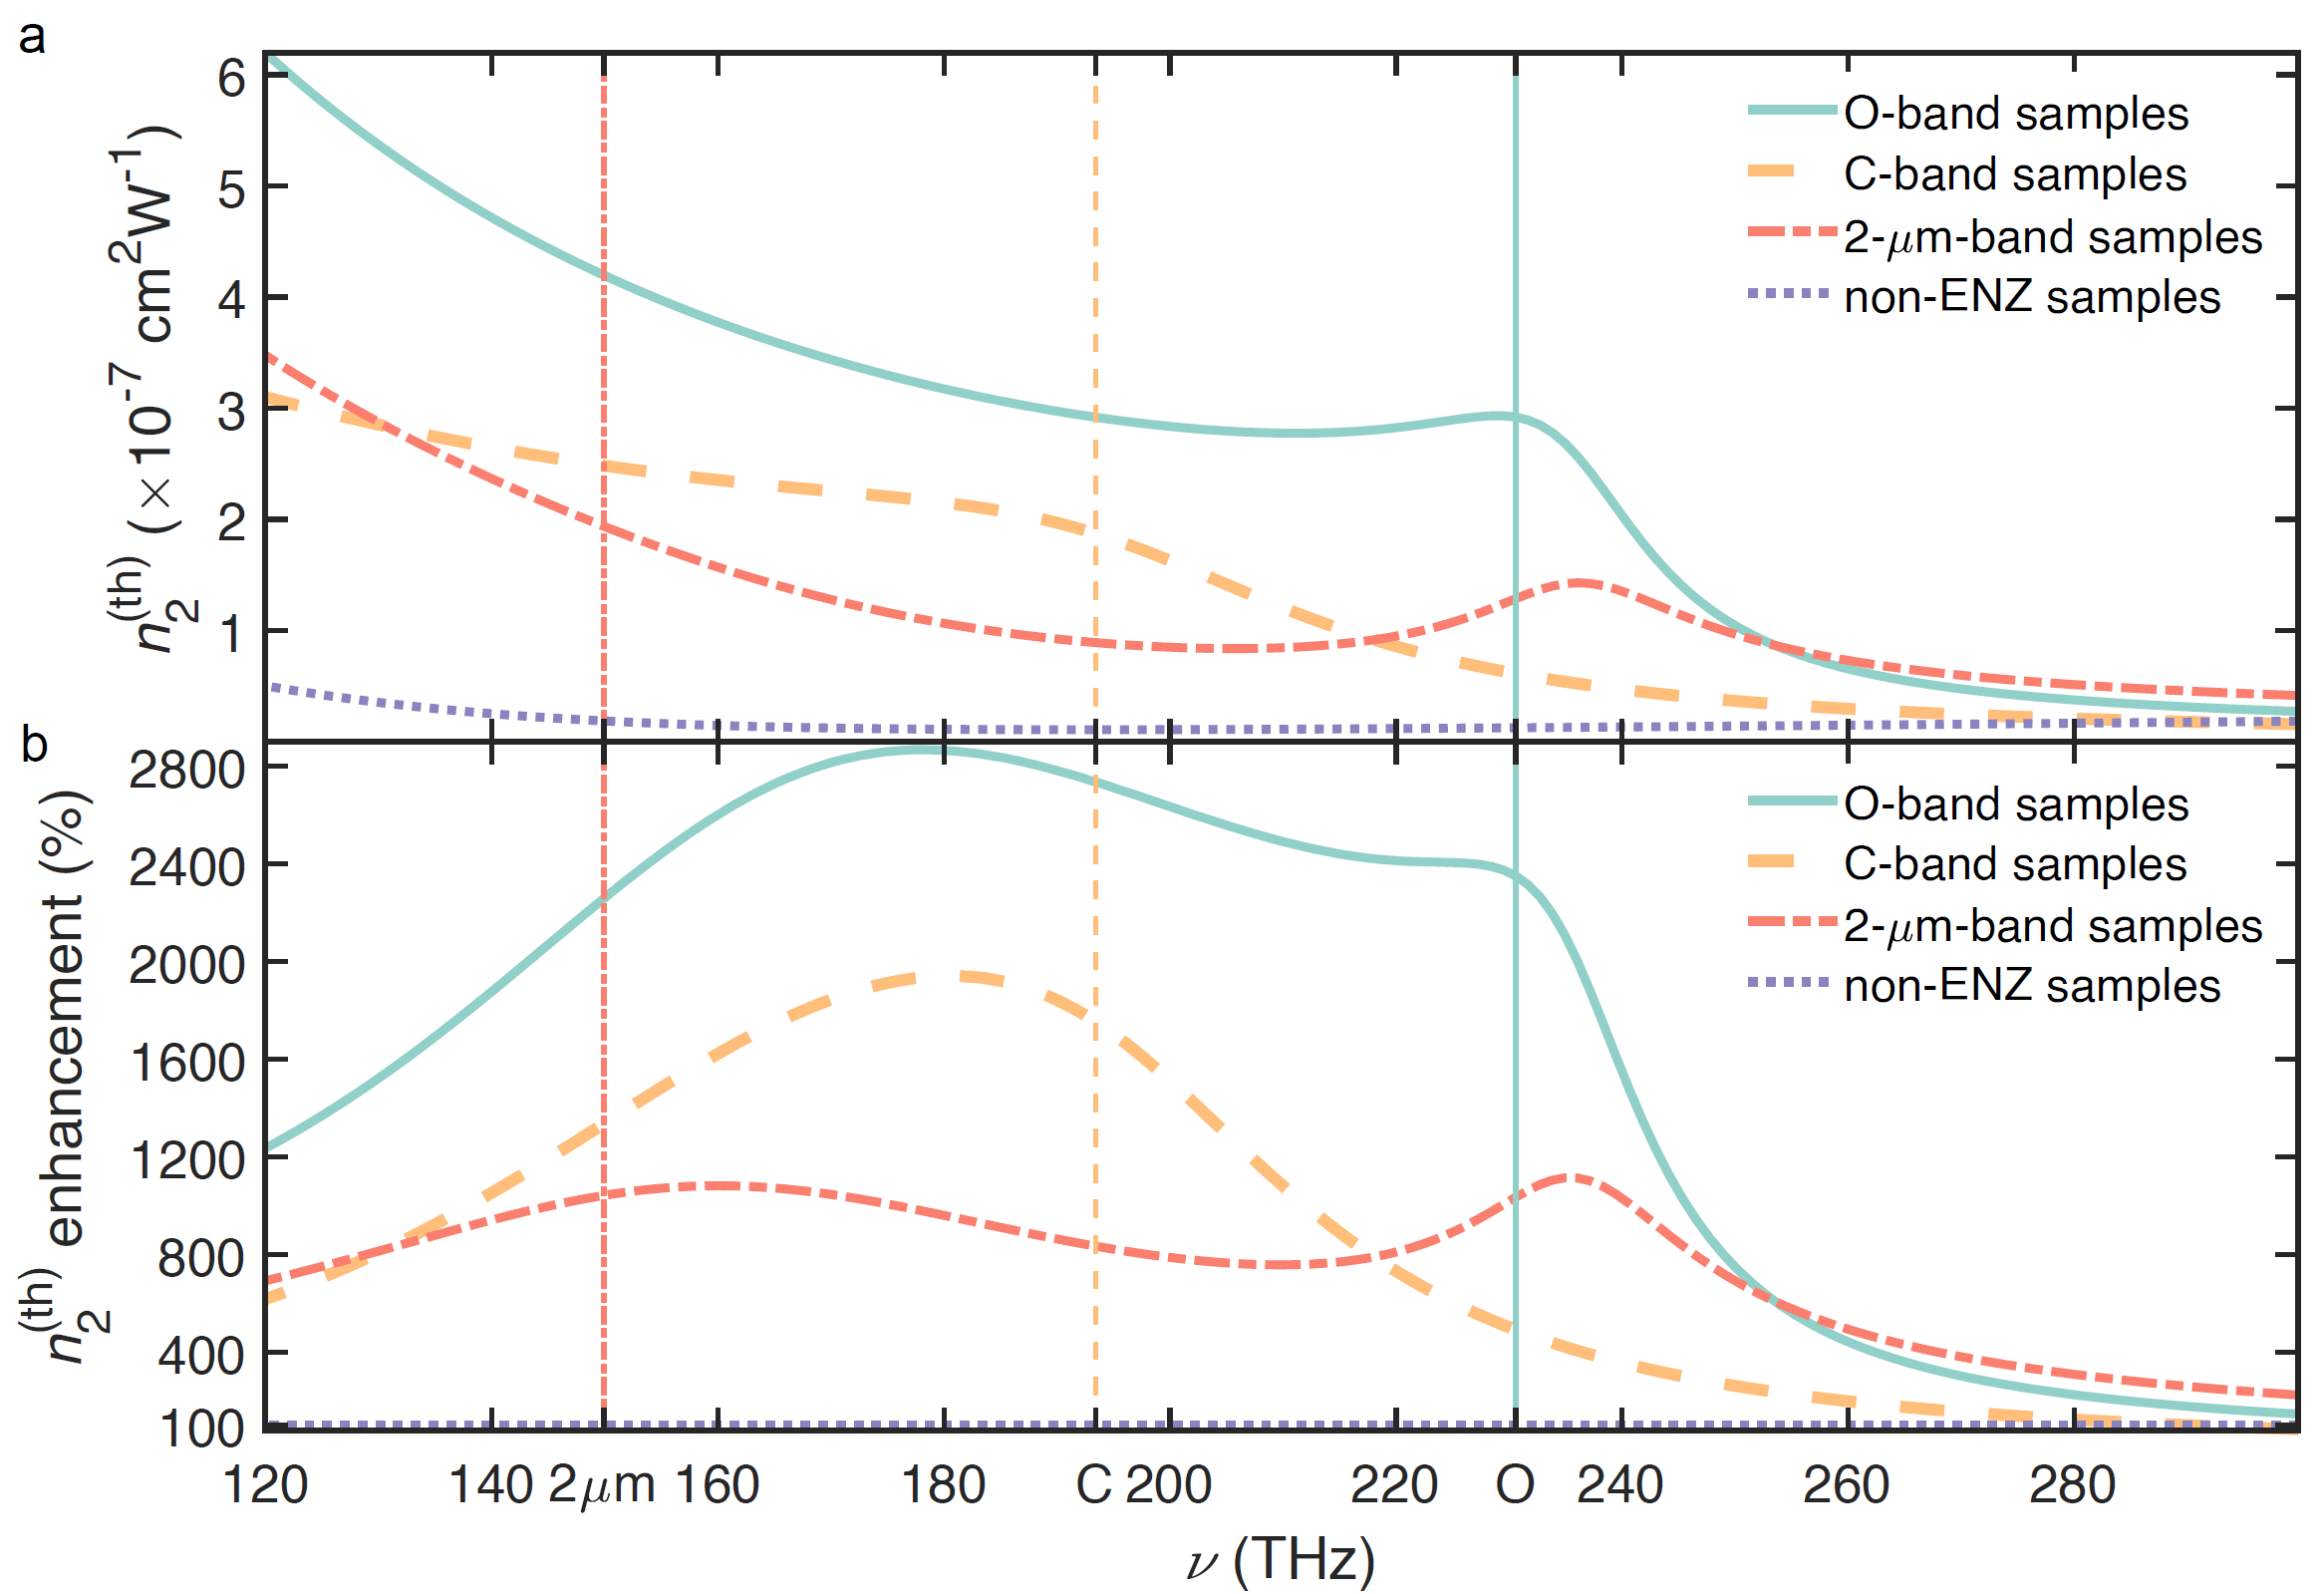 a
6
5
4
3
2
1
n₂⁽ᵗʰ⁾ (×10⁻⁷ cm²W⁻¹)
O-band samples
C-band samples
2-μm-band samples
non-ENZ samples
b
2800
2400
2000
1600
1200
800
400
100
n₂⁽ᵗʰ⁾ enhancement (%)
O-band samples
C-band samples
2-μm-band samples
non-ENZ samples
120 140 2μm 160 180 C 200 220 O 240 260 280
ν (THz)